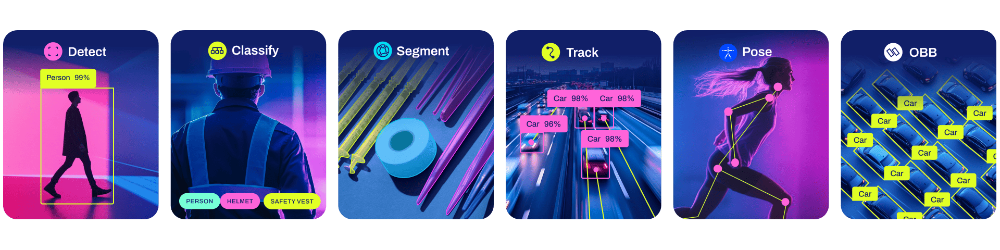 Detect
Person 99%
Classify
PERSON
HELMET
SAFETY VEST
Segment
Track
Car 98%
Car 98%
Car 96%
Car 98%
Pose
OBB
Car
Car
Car
Car
Car
Car
Car
Car
Car
Car
Car